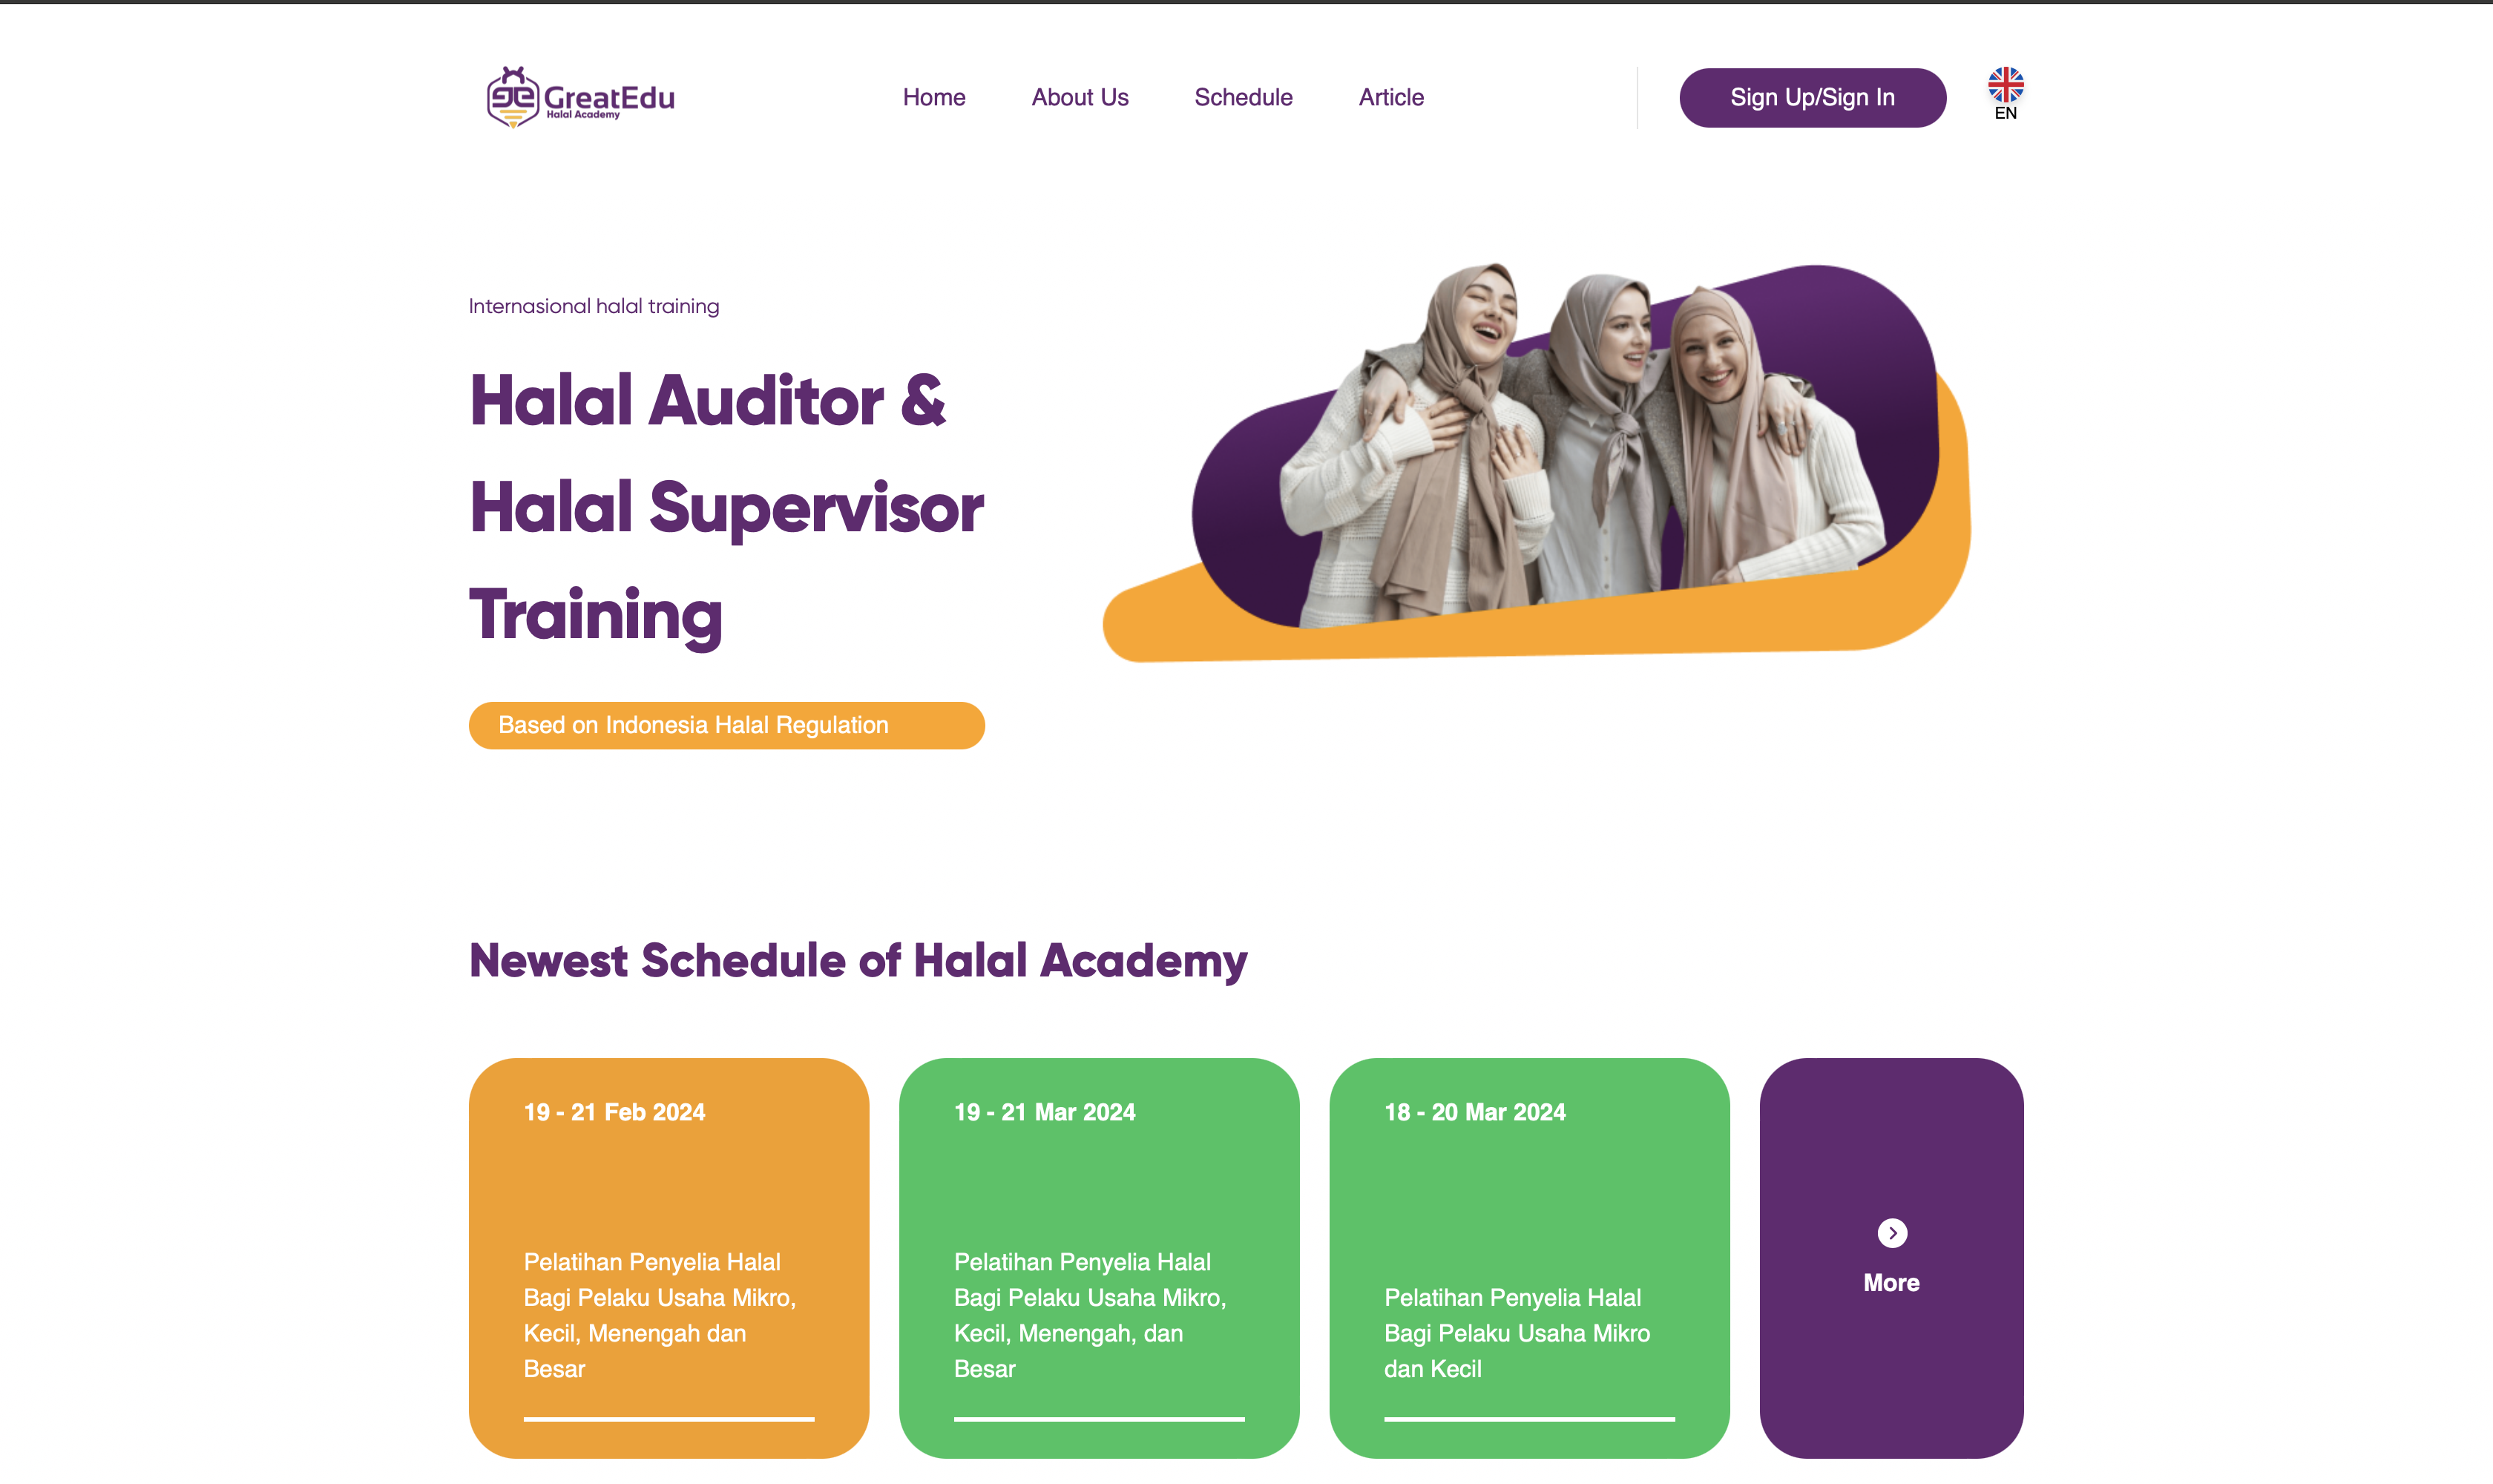 GreatEdu
Halal Academy
Home
About Us
Schedule
Article
Sign Up/Sign In
EN
Internasional halal training
Halal Auditor &
Halal Supervisor
Training
Based on Indonesia Halal Regulation
Newest Schedule of Halal Academy
19 - 21 Feb 2024
Pelatihan Penyelia Halal
Bagi Pelaku Usaha Mikro,
Kecil, Menengah dan
Besar
19 - 21 Mar 2024
Pelatihan Penyelia Halal
Bagi Pelaku Usaha Mikro,
Kecil, Menengah, dan
Besar
18 - 20 Mar 2024
Pelatihan Penyelia Halal
Bagi Pelaku Usaha Mikro
dan Kecil
More